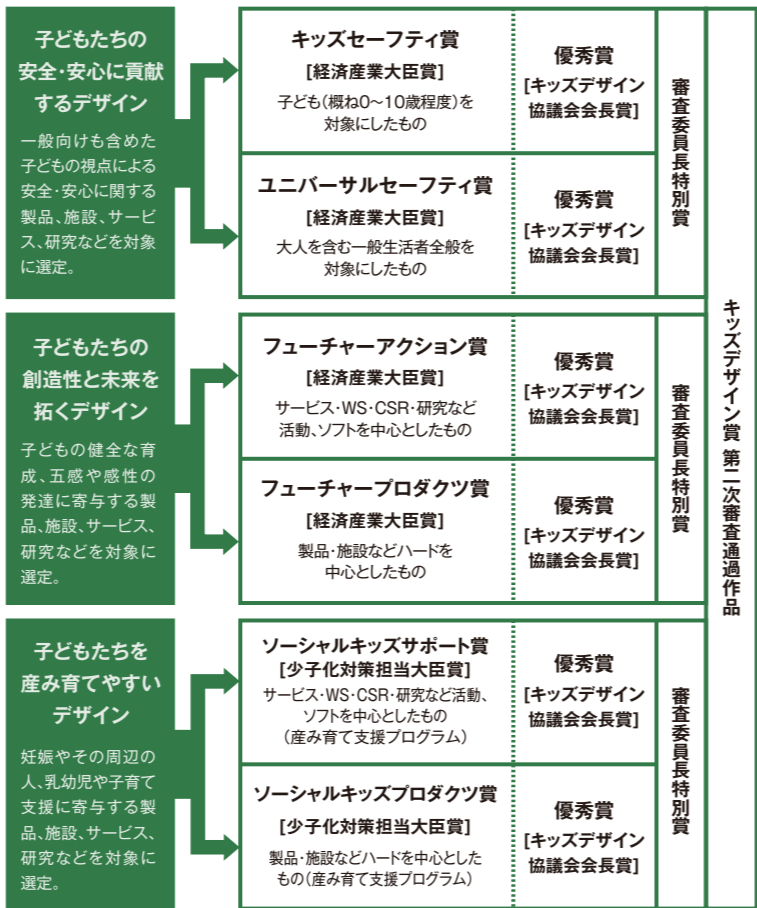 子どもたちの
安全・安心に貢献
するデザイン
一般向けも含めた
子どもの視点による
安全・安心に関する
製品、施設、サービ
ス、研究などを対象
に選定。
キッズセーフティ賞
[経済産業大臣賞]
子ども(概ね0〜10歳程度)を
対象にしたもの
優秀賞
[キッズデザイン
協議会会長賞]
ユニバーサルセーフティ賞
[経済産業大臣賞]
大人を含む一般生活者全般を
対象にしたもの
優秀賞
[キッズデザイン
協議会会長賞]
審査委員長特別賞
子どもたちの
創造性と未来を
拓くデザイン
子どもの健全な育
成、五感や感性の
発達に寄与する製
品、施設、サービス、
研究などを対象に
選定。
フューチャーアクション賞
[経済産業大臣賞]
サービス・WS・CSR・研究など
活動、ソフトを中心としたもの
優秀賞
[キッズデザイン
協議会会長賞]
フューチャープロダクツ賞
[経済産業大臣賞]
製品・施設などハードを
中心としたもの
優秀賞
[キッズデザイン
協議会会長賞]
審査委員長特別賞
子どもたちを
産み育てやすい
デザイン
妊娠やその周辺の
人、乳幼児や子育て
支援に寄与する製
品、施設、サービス、
研究などを対象に
選定。
ソーシャルキッズサポート賞
[少子化対策担当大臣賞]
サービス・WS・CSR・研究など活動、
ソフトを中心としたもの
(産み育て支援プログラム)
優秀賞
[キッズデザイン
協議会会長賞]
ソーシャルキッズプロダクツ賞
[少子化対策担当大臣賞]
製品・施設などハードを中心とした
もの(産み育て支援プログラム)
優秀賞
[キッズデザイン
協議会会長賞]
審査委員長特別賞
キッズデザイン賞 第二次審査通過作品